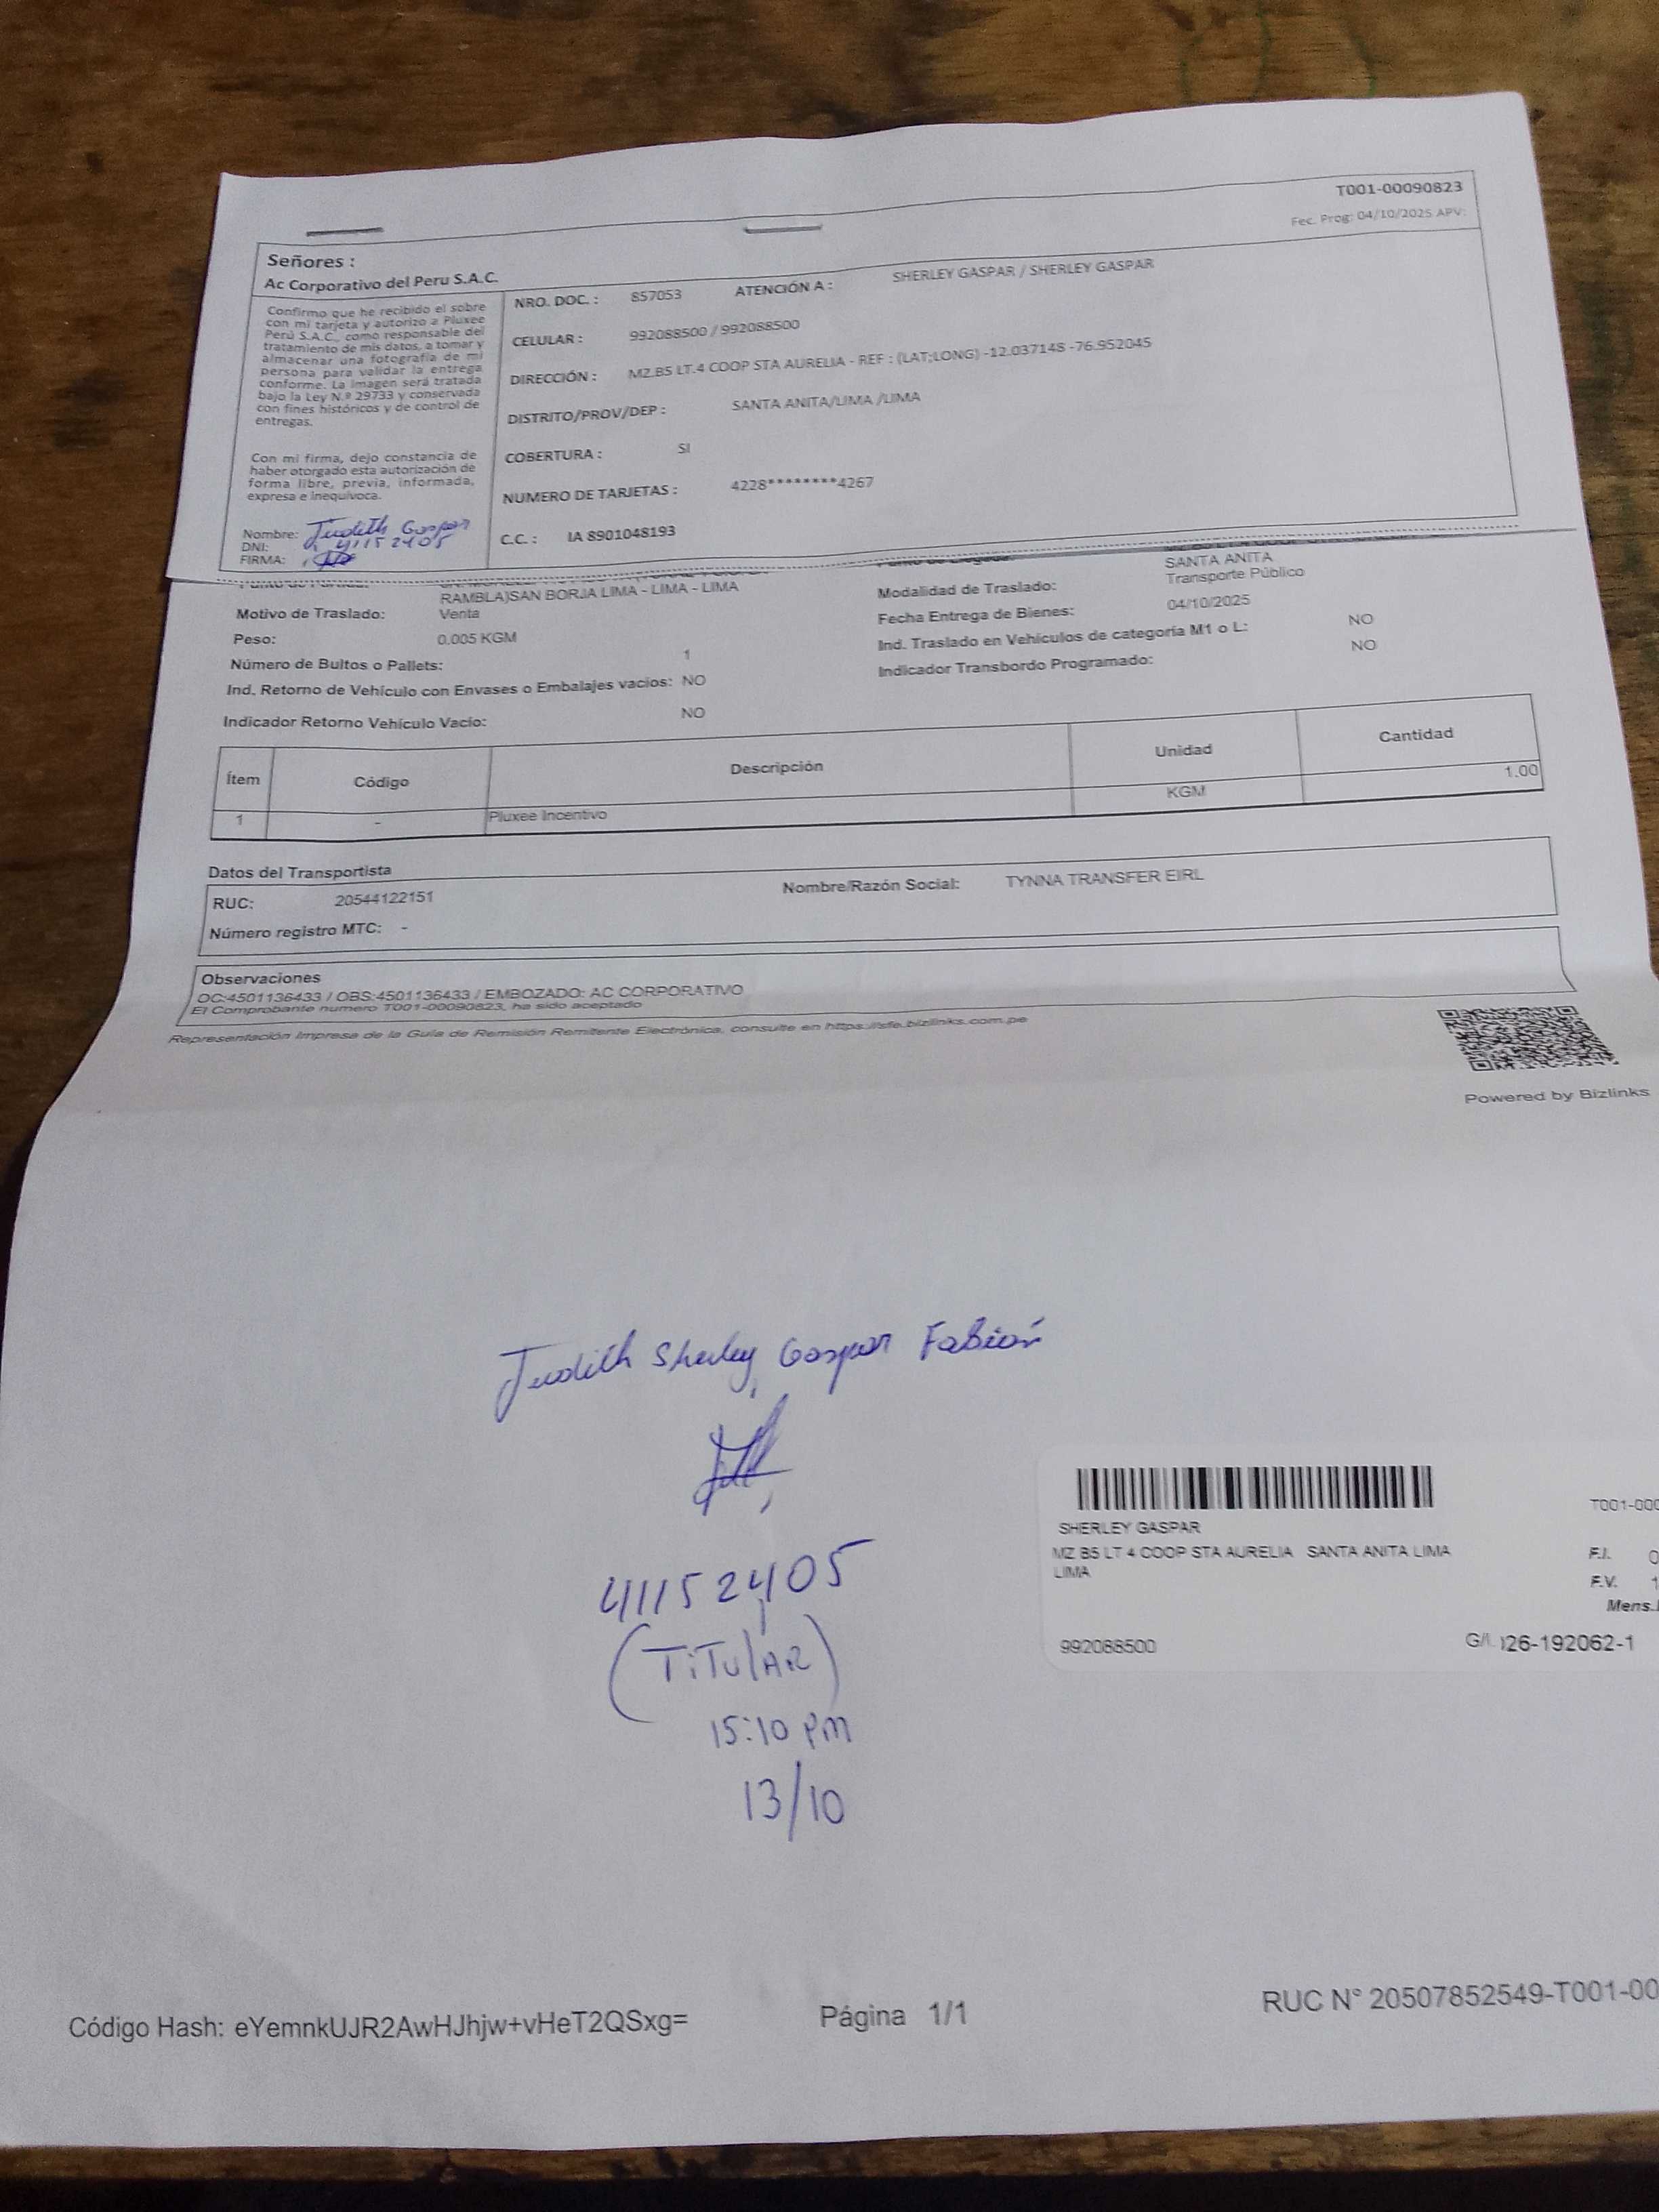 T001-00090823
Fec. Prog: 04/10/2025 APV:
Señores :
Ac Corporativo del Peru S.A.C.
Confirmo que he recibido el sobre
con mi tarjeta y autorizo a Pluxee
Perú S.A.C., como responsable del
tratamiento de mis datos, a tomar y
almacenar una fotografía de mi
persona para validar la entrega
conforme. La imagen será tratada
bajo la Ley N.º 29733 y conservada
con fines históricos y de control de
entregas.
Con mi firma, dejo constancia de
haber otorgado esta autorización de
forma libre, previa, informada,
expresa e inequívoca.
Nombre: Judith Gaspar
DNI: 41152405
FIRMA:
NRO. DOC. : 857053 ATENCIÓN A : SHERLEY GASPAR / SHERLEY GASPAR
CELULAR : 992088500 / 992088500
DIRECCIÓN : MZ.B5 LT.4 COOP STA AURELIA - REF : (LAT;LONG) -12.037148 -76.952045
DISTRITO/PROV/DEP : SANTA ANITA/LIMA /LIMA
COBERTURA : SI
NUMERO DE TARJETAS : 4228********4267
C.C. : IA 8901048193
RAMBLA)SAN BORJA LIMA - LIMA - LIMA
Motivo de Traslado: Venta
Peso: 0.005 KGM
Número de Bultos o Pallets: 1
Ind. Retorno de Vehículo con Envases o Embalajes vacíos: NO
Indicador Retorno Vehículo Vacío: NO
SANTA ANITA
Modalidad de Traslado: Transporte Público
Fecha Entrega de Bienes: 04/10/2025
Ind. Traslado en Vehículos de categoría M1 o L: NO
Indicador Transbordo Programado: NO
Ítem Código Descripción Unidad Cantidad
1 - Pluxee Incentivo KGM 1.00
Datos del Transportista
RUC: 20544122151 Nombre/Razón Social: TYNNA TRANSFER EIRL
Número registro MTC: -
Observaciones
OC:4501136433 / OBS:4501136433 / EMBOZADO: AC CORPORATIVO
El Comprobante numero T001-00090823, ha sido aceptado
Representación Impresa de la Guía de Remisión Remitente Electrónica, consulte en https://sfe.bizlinks.com.pe
Powered by Bizlinks
Judith Sherley Gaspar Fabian
41152405
(TITULAR)
15:10 PM
13/10
T001-000
SHERLEY GASPAR
MZ B5 LT 4 COOP STA AURELIA SANTA ANITA LIMA
LIMA
F.I. 0
F.V. 1
Mens.
992088500
G/I. 026-192062-1
Código Hash: eYemnkUJR2AwHJhjw+vHeT2QSxg=
Página 1/1
RUC N° 20507852549-T001-00